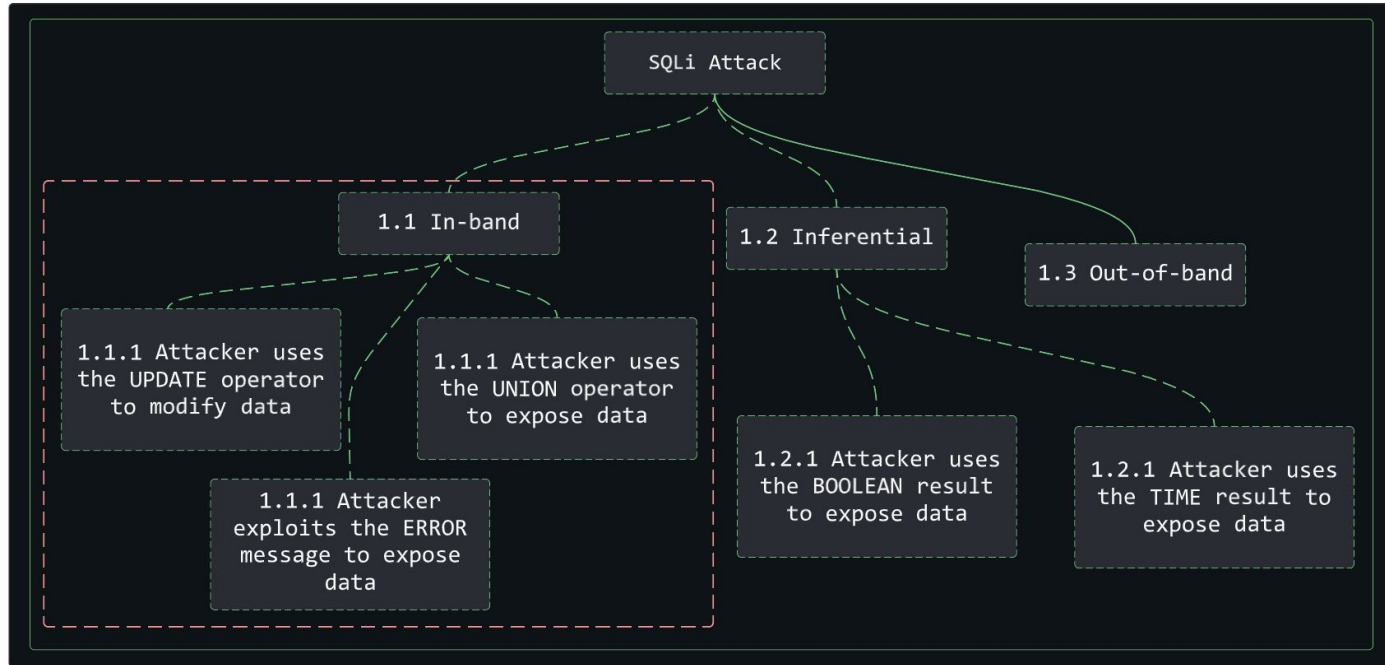 SQLi Attack
1.1 In-band
1.2 Inferential
1.3 Out-of-band
1.1.1 Attacker uses
the UPDATE operator
to modify data
1.1.1 Attacker uses
the UNION operator
to expose data
1.1.1 Attacker
exploits the ERROR
message to expose
data
1.2.1 Attacker uses
the BOOLEAN result
to expose data
1.2.1 Attacker uses
the TIME result to
expose data